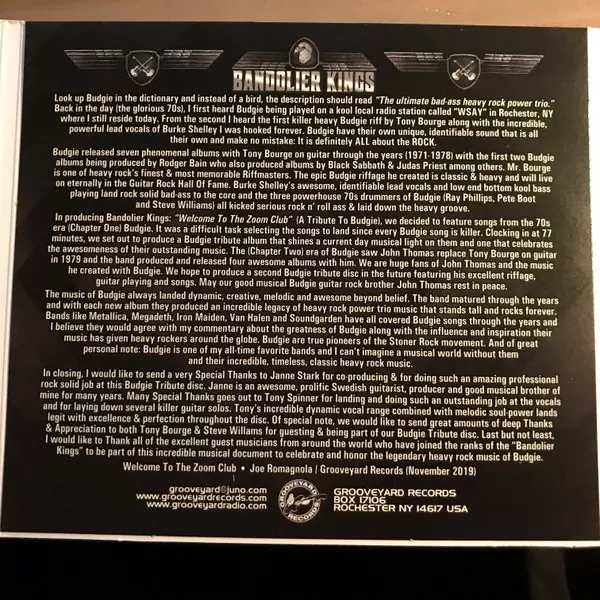 BANDOLIER KINGS
Look up Budgie in the dictionary and instead of a bird, the description should read "The ultimate bad-ass heavy rock power trio."
Back in the day (the glorious 70s), I first heard Budgie being played on a kool local radio station called "WSAY" in Rochester, NY
where I still reside today. From the second I heard the first killer heavy Budgie riff by Tony Bourge along with the incredible,
powerful lead vocals of Burke Shelley I was hooked forever. Budgie have their own unique, identifiable sound that is all
their own and make no mistake: It is definitely ALL about the ROCK.
Budgie released seven phenomenal albums with Tony Bourge on guitar through the years (1971-1978) with the first two Budgie
albums being produced by Rodger Bain who also produced albums by Black Sabbath & Judas Priest among others. Mr. Bourge
is one of heavy rock's finest & most memorable Riffmasters. The epic Budgie riffage he created is classic & heavy and will live
on eternally in the Guitar Rock Hall Of Fame. Burke Shelley's awesome, identifiable lead vocals and low end bottom kool bass
playing land rock solid bad-ass to the core and the three powerhouse 70s drummers of Budgie (Ray Phillips, Pete Boot
and Steve Williams) all kicked serious rock n' roll ass & laid down the heavy groove.
In producing Bandolier Kings: "Welcome To The Zoom Club" (A Tribute To Budgie), we decided to feature songs from the 70s
era (Chapter One) Budgie. It was a difficult task selecting the songs to land since every Budgie song is killer. Clocking in at 77
minutes, we set out to produce a Budgie tribute album that shines a current day musical light on them and one that celebrates
the awesomeness of their outstanding music. The (Chapter Two) era of Budgie saw John Thomas replace Tony Bourge on guitar
in 1979 and the band produced and released four awesome albums with him. We are huge fans of John Thomas and the music
he created with Budgie. We hope to produce a second Budgie tribute disc in the future featuring his excellent riffage,
guitar playing and songs. May our good musical Budgie guitar rock brother John Thomas rest in peace.
The music of Budgie always landed dynamic, creative, melodic and awesome beyond belief. The band matured through the years
and with each new album they produced an incredible legacy of heavy rock power trio music that stands tall and rocks forever.
Bands like Metallica, Megadeth, Iron Maiden, Van Halen and Soundgarden have all covered Budgie songs through the years and
I believe they would agree with my commentary about the greatness of Budgie along with the influence and inspiration their
music has given heavy rockers around the globe. Budgie are true pioneers of the Stoner Rock movement. And of great
personal note: Budgie is one of my all-time favorite bands and I can't imagine a musical world without them
and their incredible, timeless, classic heavy rock music.
In closing, I would like to send a very Special Thanks to Janne Stark for co-producing & for doing such an amazing professional
rock solid job at this Budgie Tribute disc. Janne is an awesome, prolific Swedish guitarist, producer and good musical brother of
mine for many years. Many Special Thanks goes out to Tony Spinner for landing and doing such an outstanding job at the vocals
and for laying down several killer guitar solos. Tony's incredible dynamic vocal range combined with melodic soul-power lands
legit with excellence & perfection throughout the disc. Of special note, we would like to send great amounts of deep Thanks
& Appreciation to both Tony Bourge & Steve Willams for guesting & being part of our Budgie Tribute disc. Last but not least,
I would like to Thank all of the excellent guest musicians from around the world who have joined the ranks of the "Bandolier
Kings" to be part of this incredible musical document to celebrate and honor the legendary heavy rock music of Budgie.
Welcome To The Zoom Club • Joe Romagnola / Grooveyard Records (November 2019)
grooveyard@juno.com
www.grooveyardrecords.com
www.grooveyardradio.com
GROOVEYARD RECORDS
GROOVEYARD RECORDS
BOX 17106
ROCHESTER NY 14617 USA